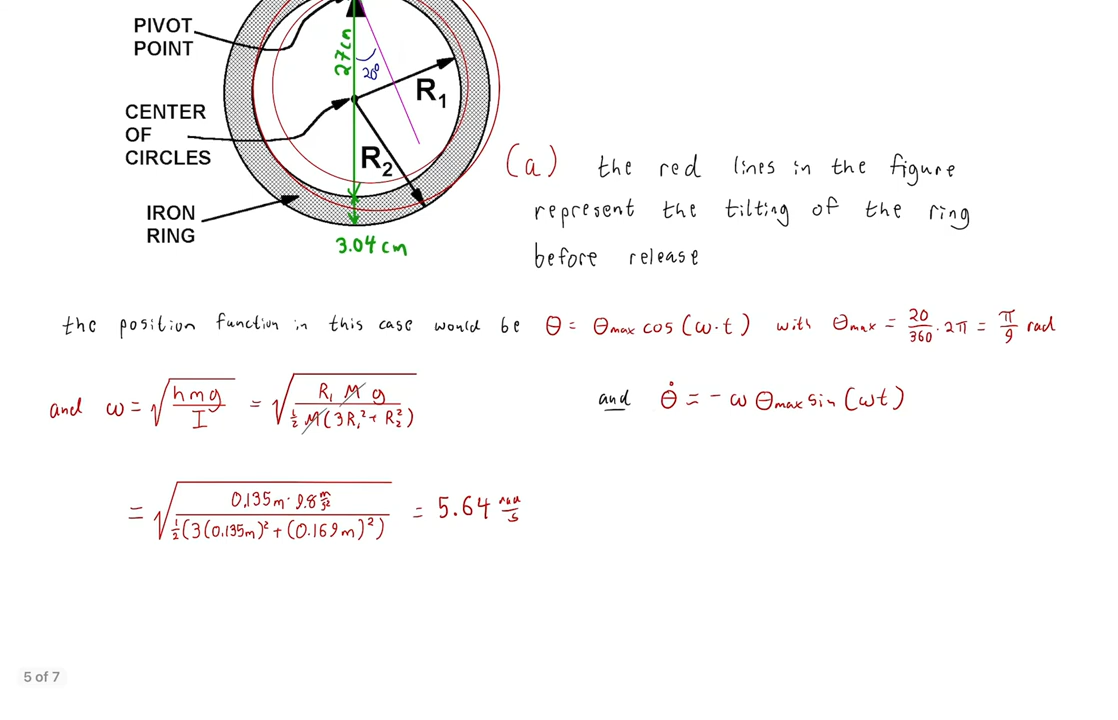 PIVOT
POINT
27cm
20°
R₁
CENTER
OF
CIRCLES
R₂
IRON
RING
3.04 cm
(a) the red lines in the figure
represent the tilting of the ring
before release
the position function in this case would be θ = θmax cos(ω·t) with θmax = 20/360 · 2π = π/9 rad
and ω = √(hmg/I) = √(R₁ M g / ½ M(3R₁² + R₂²)) and θ̇ = -ω θmax sin(ωt)
= √(0,135m · 9.8 m/s² / ½(3(0,135m)² + (0.169m)²)) = 5.64 rad/s
5 of 7